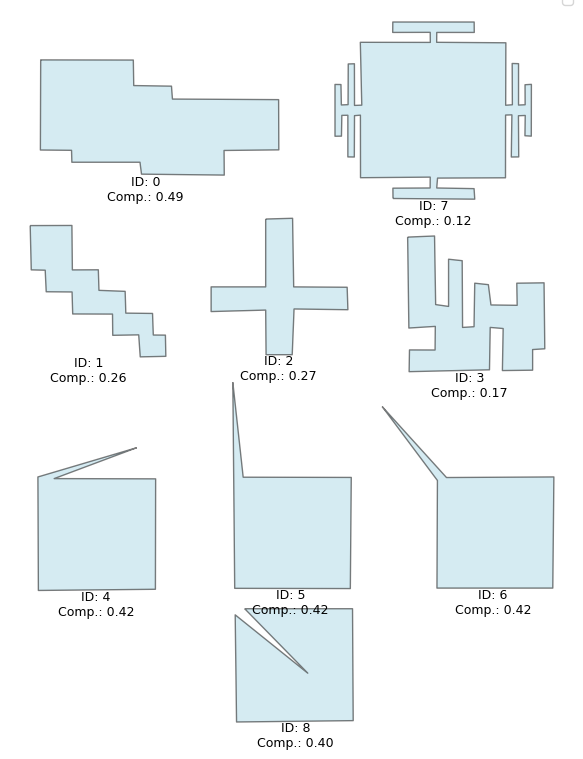 ID: 0
Comp.: 0.49
ID: 7
Comp.: 0.12
ID: 1
Comp.: 0.26
ID: 2
Comp.: 0.27
ID: 3
Comp.: 0.17
ID: 4
Comp.: 0.42
ID: 5
Comp.: 0.42
ID: 6
Comp.: 0.42
ID: 8
Comp.: 0.40